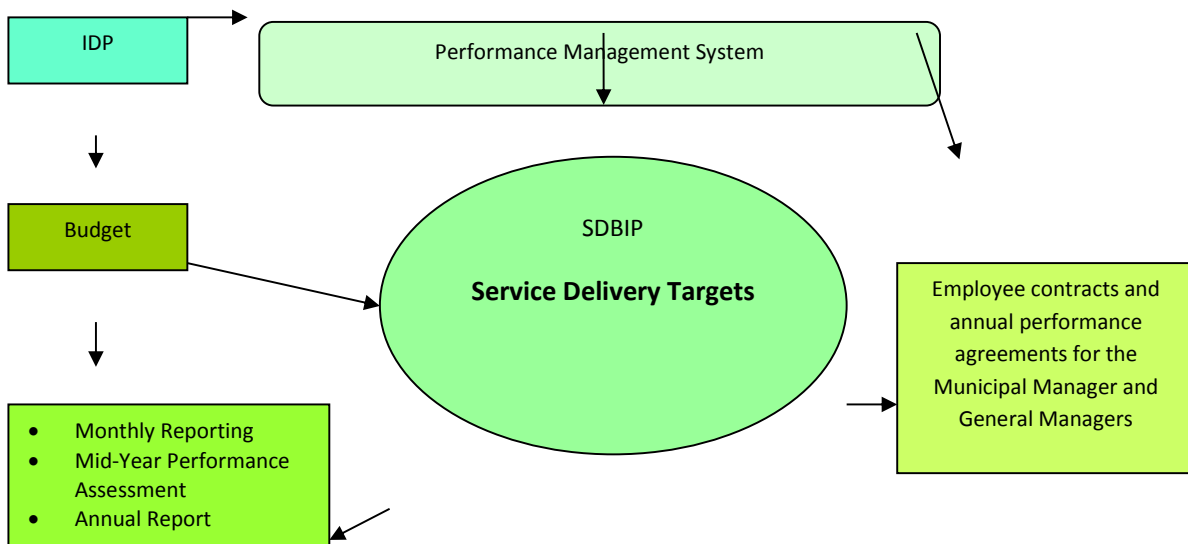 IDP
Performance Management System
Budget
SDBIP
Service Delivery Targets
Employee contracts and
annual performance
agreements for the
Municipal Manager and
General Managers
• Monthly Reporting
• Mid-Year Performance
Assessment
• Annual Report